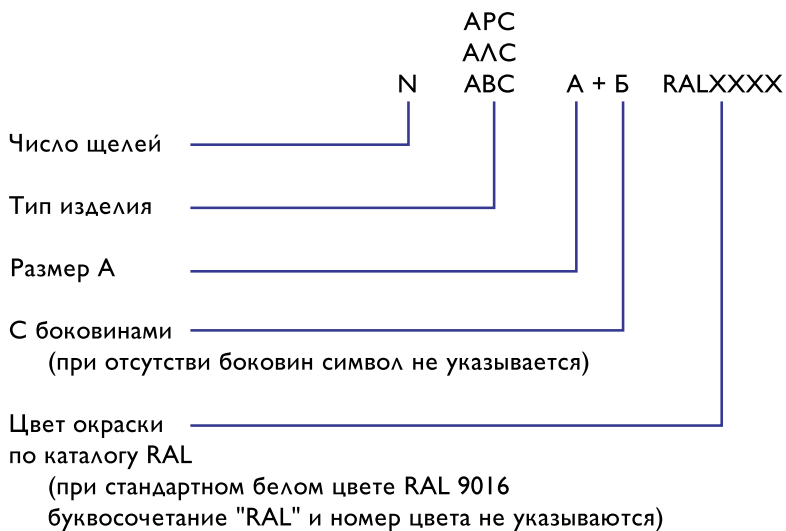 АРС
АЛС
N АВС А + Б RALXXXX
Число щелей
Тип изделия
Размер А
С боковинами
(при отсутстви боковин символ не указывается)
Цвет окраски
по каталогу RAL
(при стандартном белом цвете RAL 9016
буквосочетание "RAL" и номер цвета не указываются)